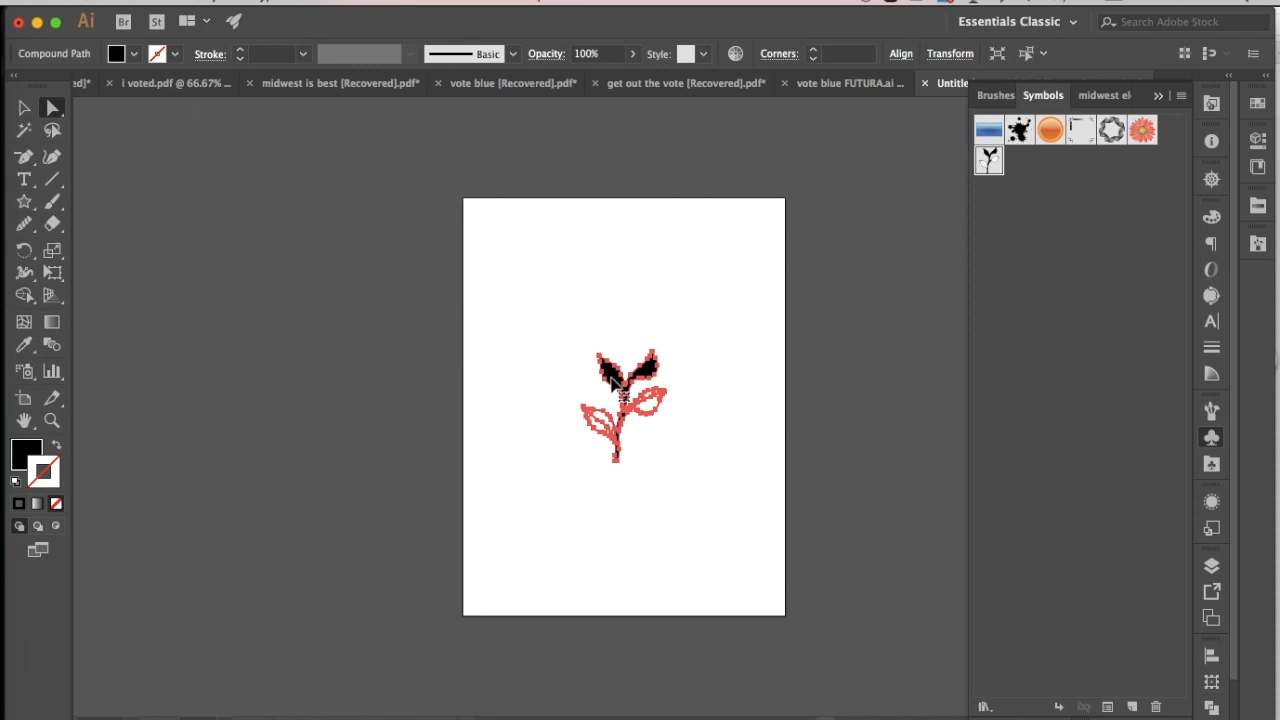 Ai Br St Essentials Classic Search Adobe Stock
Compound Path Stroke: Basic Opacity: 100% Style: Corners: Align Transform
ed]* i voted.pdf @ 66.67% ... midwest is best [Recovered].pdf* vote blue [Recovered].pdf* get out the vote [Recovered].pdf* vote blue FUTURA.ai ... Untitle
Brushes Symbols midwest el